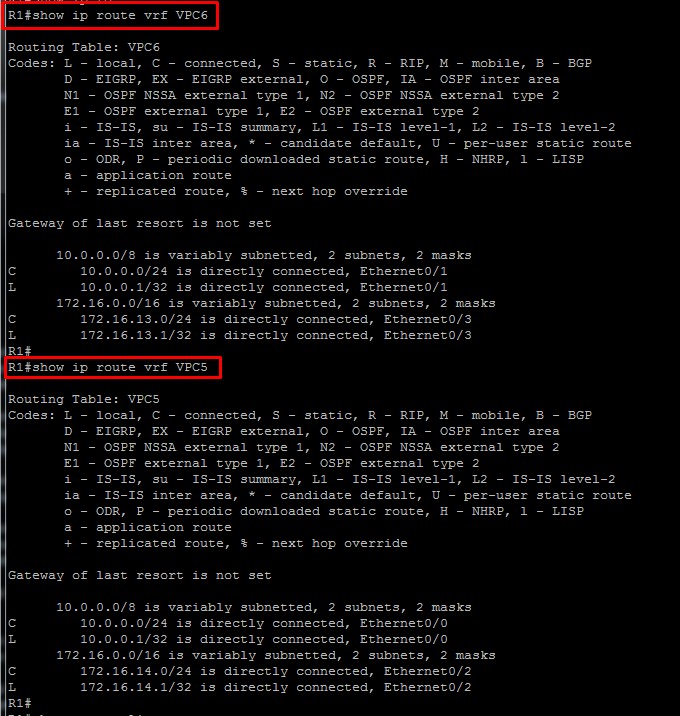 R1#show ip route vrf VPC6
Routing Table: VPC6
Codes: L - local, C - connected, S - static, R - RIP, M - mobile, B - BGP
       D - EIGRP, EX - EIGRP external, O - OSPF, IA - OSPF inter area
       N1 - OSPF NSSA external type 1, N2 - OSPF NSSA external type 2
       E1 - OSPF external type 1, E2 - OSPF external type 2
       i - IS-IS, su - IS-IS summary, L1 - IS-IS level-1, L2 - IS-IS level-2
       ia - IS-IS inter area, * - candidate default, U - per-user static route
       o - ODR, P - periodic downloaded static route, H - NHRP, l - LISP
       a - application route
       + - replicated route, % - next hop override
Gateway of last resort is not set
      10.0.0.0/8 is variably subnetted, 2 subnets, 2 masks
C        10.0.0.0/24 is directly connected, Ethernet0/1
L        10.0.0.1/32 is directly connected, Ethernet0/1
      172.16.0.0/16 is variably subnetted, 2 subnets, 2 masks
C        172.16.13.0/24 is directly connected, Ethernet0/3
L        172.16.13.1/32 is directly connected, Ethernet0/3
R1#
R1#show ip route vrf VPC5
Routing Table: VPC5
Codes: L - local, C - connected, S - static, R - RIP, M - mobile, B - BGP
       D - EIGRP, EX - EIGRP external, O - OSPF, IA - OSPF inter area
       N1 - OSPF NSSA external type 1, N2 - OSPF NSSA external type 2
       E1 - OSPF external type 1, E2 - OSPF external type 2
       i - IS-IS, su - IS-IS summary, L1 - IS-IS level-1, L2 - IS-IS level-2
       ia - IS-IS inter area, * - candidate default, U - per-user static route
       o - ODR, P - periodic downloaded static route, H - NHRP, l - LISP
       a - application route
       + - replicated route, % - next hop override
Gateway of last resort is not set
      10.0.0.0/8 is variably subnetted, 2 subnets, 2 masks
C        10.0.0.0/24 is directly connected, Ethernet0/0
L        10.0.0.1/32 is directly connected, Ethernet0/0
      172.16.0.0/16 is variably subnetted, 2 subnets, 2 masks
C        172.16.14.0/24 is directly connected, Ethernet0/2
L        172.16.14.1/32 is directly connected, Ethernet0/2
R1#